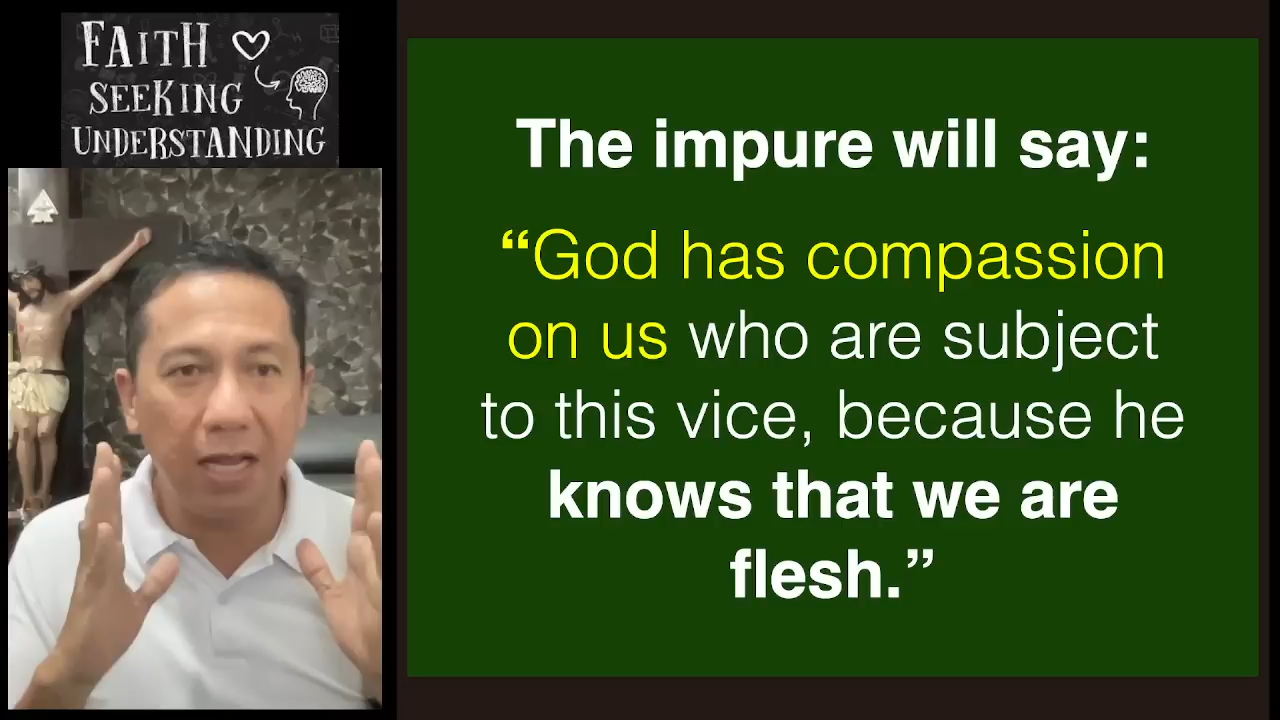 FAITH
SEEKING
UNDERSTANDING
The impure will say:
“God has compassion
on us who are subject
to this vice, because he
knows that we are
flesh.”